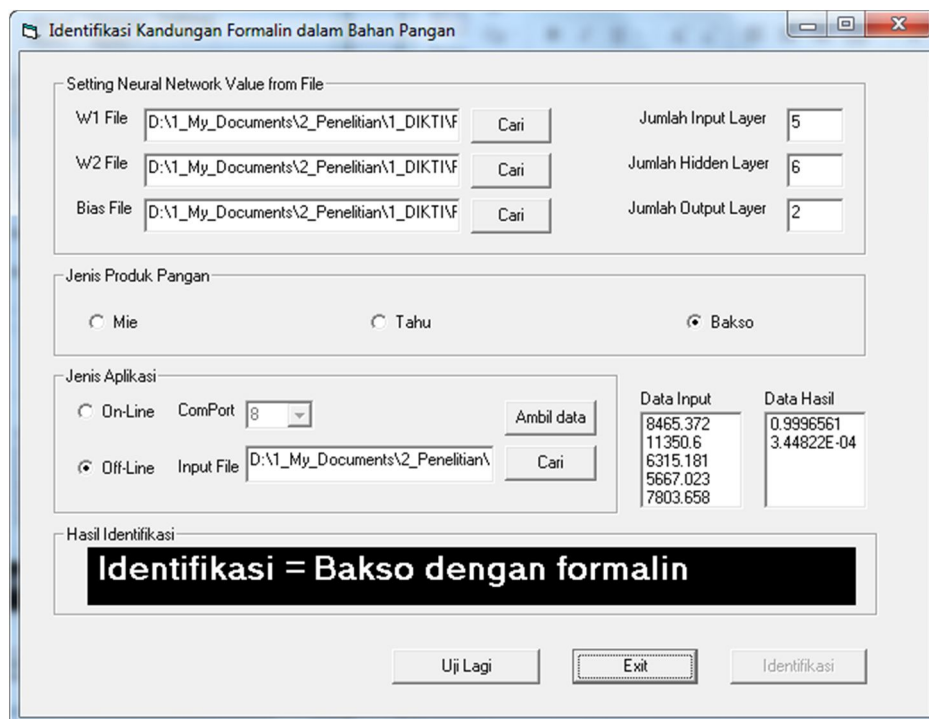 Identifikasi Kandungan Formalin dalam Bahan Pangan
Setting Neural Network Value from File
W1 File D:\1_My_Documents\2_Penelitian\1_DIKTI\F Cari Jumlah Input Layer 5
W2 File D:\1_My_Documents\2_Penelitian\1_DIKTI\F Cari Jumlah Hidden Layer 6
Bias File D:\1_My_Documents\2_Penelitian\1_DIKTI\F Cari Jumlah Output Layer 2
Jenis Produk Pangan
Mie Tahu Bakso
Jenis Aplikasi
On-Line ComPort 8 Ambil data
Off-Line Input File D:\1_My_Documents\2_Penelitian\ Cari
Data Input
8465.372
11350.6
6315.181
5667.023
7803.658
Data Hasil
0.9996561
3.44822E-04
Hasil Identifikasi
Identifikasi = Bakso dengan formalin
Uji Lagi Exit Identifikasi